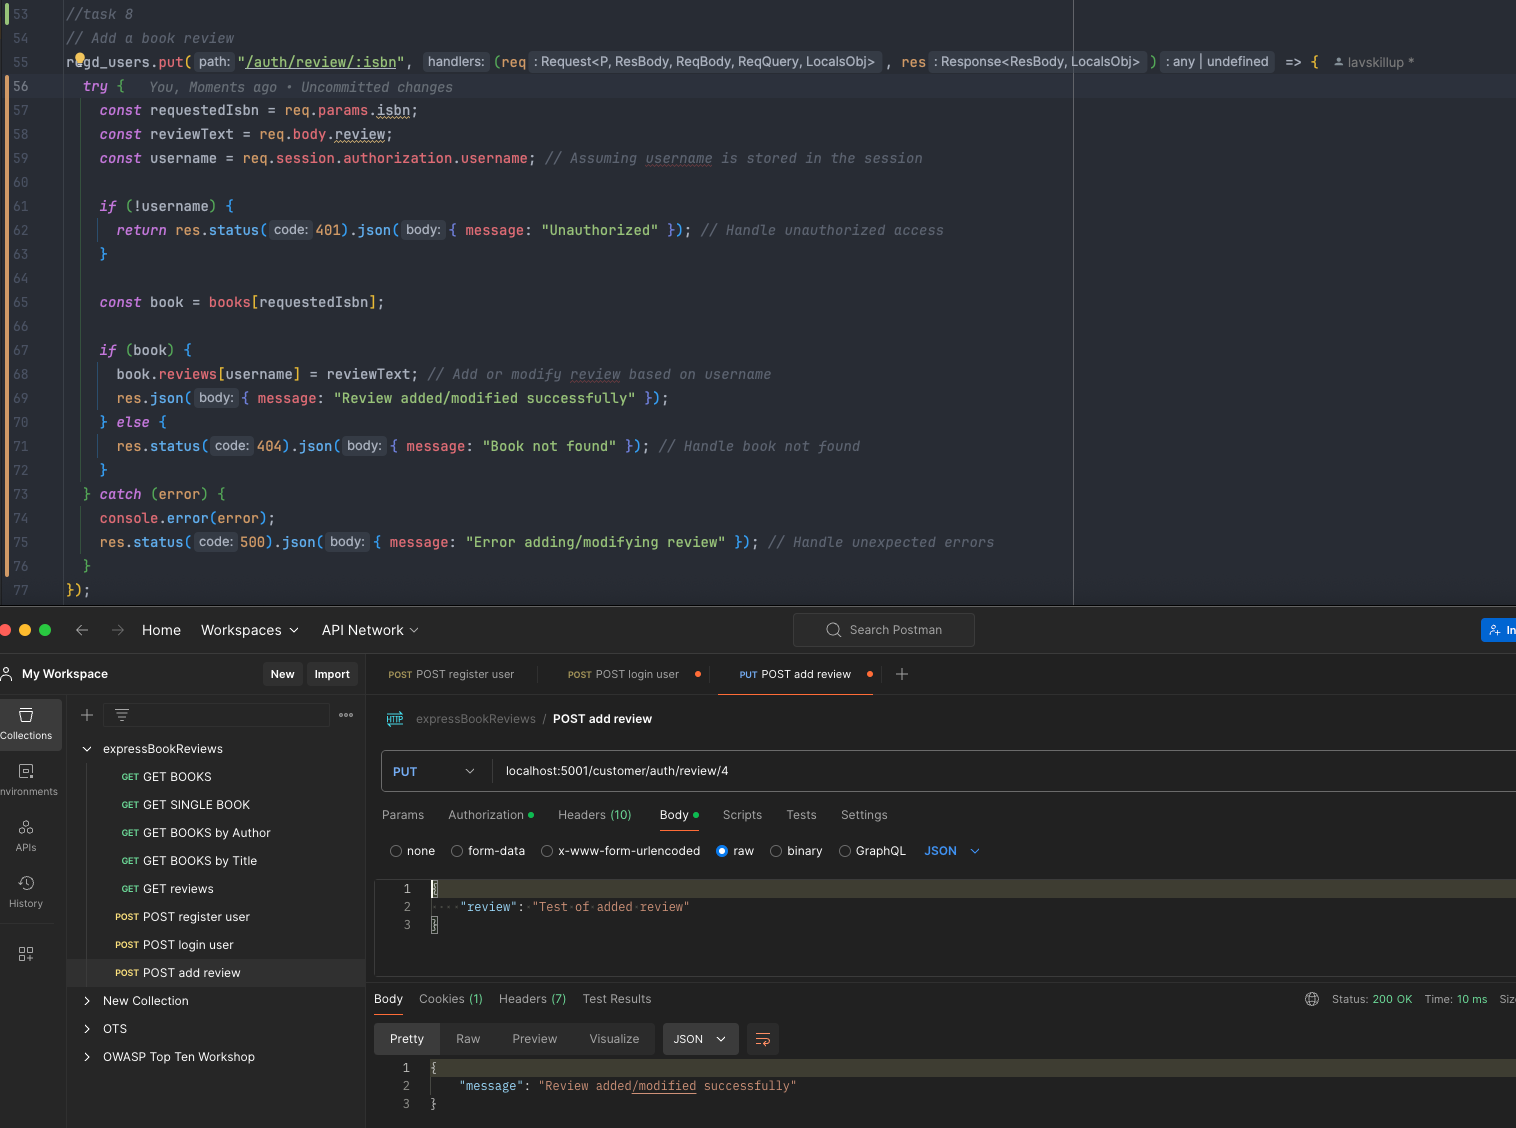 53 //task 8
54 // Add a book review
55 regd_users.put( path: "/auth/review/:isbn", handlers: (req : Request<P, ResBody, ReqBody, ReqQuery, LocalsObj> , res : Response<ResBody, LocalsObj> ) : any | undefined => { lavskillup *
56 try { You, Moments ago • Uncommitted changes
57 const requestedIsbn = req.params.isbn;
58 const reviewText = req.body.review;
59 const username = req.session.authorization.username; // Assuming username is stored in the session
60
61 if (!username) {
62 return res.status( code: 401).json( body: { message: "Unauthorized" }); // Handle unauthorized access
63 }
64
65 const book = books[requestedIsbn];
66
67 if (book) {
68 book.reviews[username] = reviewText; // Add or modify review based on username
69 res.json( body: { message: "Review added/modified successfully" });
70 } else {
71 res.status( code: 404).json( body: { message: "Book not found" }); // Handle book not found
72 }
73 } catch (error) {
74 console.error(error);
75 res.status( code: 500).json( body: { message: "Error adding/modifying review" }); // Handle unexpected errors
76 }
77 });
Home Workspaces API Network Search Postman In
My Workspace New Import POST POST register user POST POST login user PUT POST add review
HTTP expressBookReviews / POST add review
Collections
nvironments
APIs
History
expressBookReviews
GET GET BOOKS
GET GET SINGLE BOOK
GET GET BOOKS by Author
GET GET BOOKS by Title
GET GET reviews
POST POST register user
POST POST login user
POST POST add review
New Collection
OTS
OWASP Top Ten Workshop
PUT localhost:5001/customer/auth/review/4
Params Authorization Headers (10) Body Scripts Tests Settings
none form-data x-www-form-urlencoded raw binary GraphQL JSON
1 {
2 "review": "Test of added review"
3 }
Body Cookies (1) Headers (7) Test Results Status: 200 OK Time: 10 ms Siz
Pretty Raw Preview Visualize JSON
1 {
2 "message": "Review added/modified successfully"
3 }